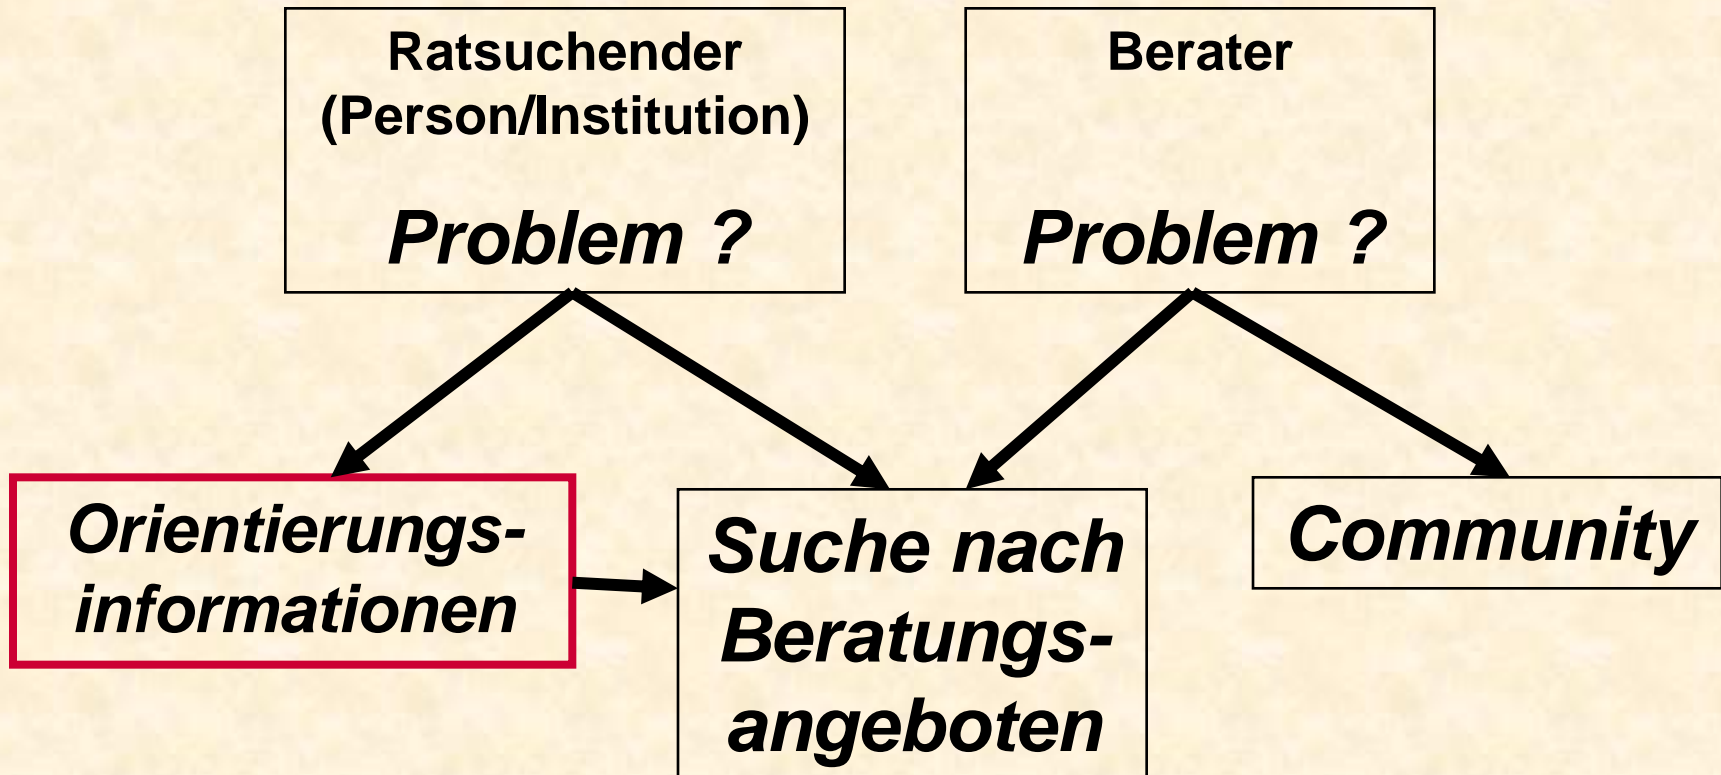 Ratsuchender
(Person/Institution)
Problem ?
Berater
Problem ?
Orientierungs-
informationen
Suche nach
Beratungs-
angeboten
Community